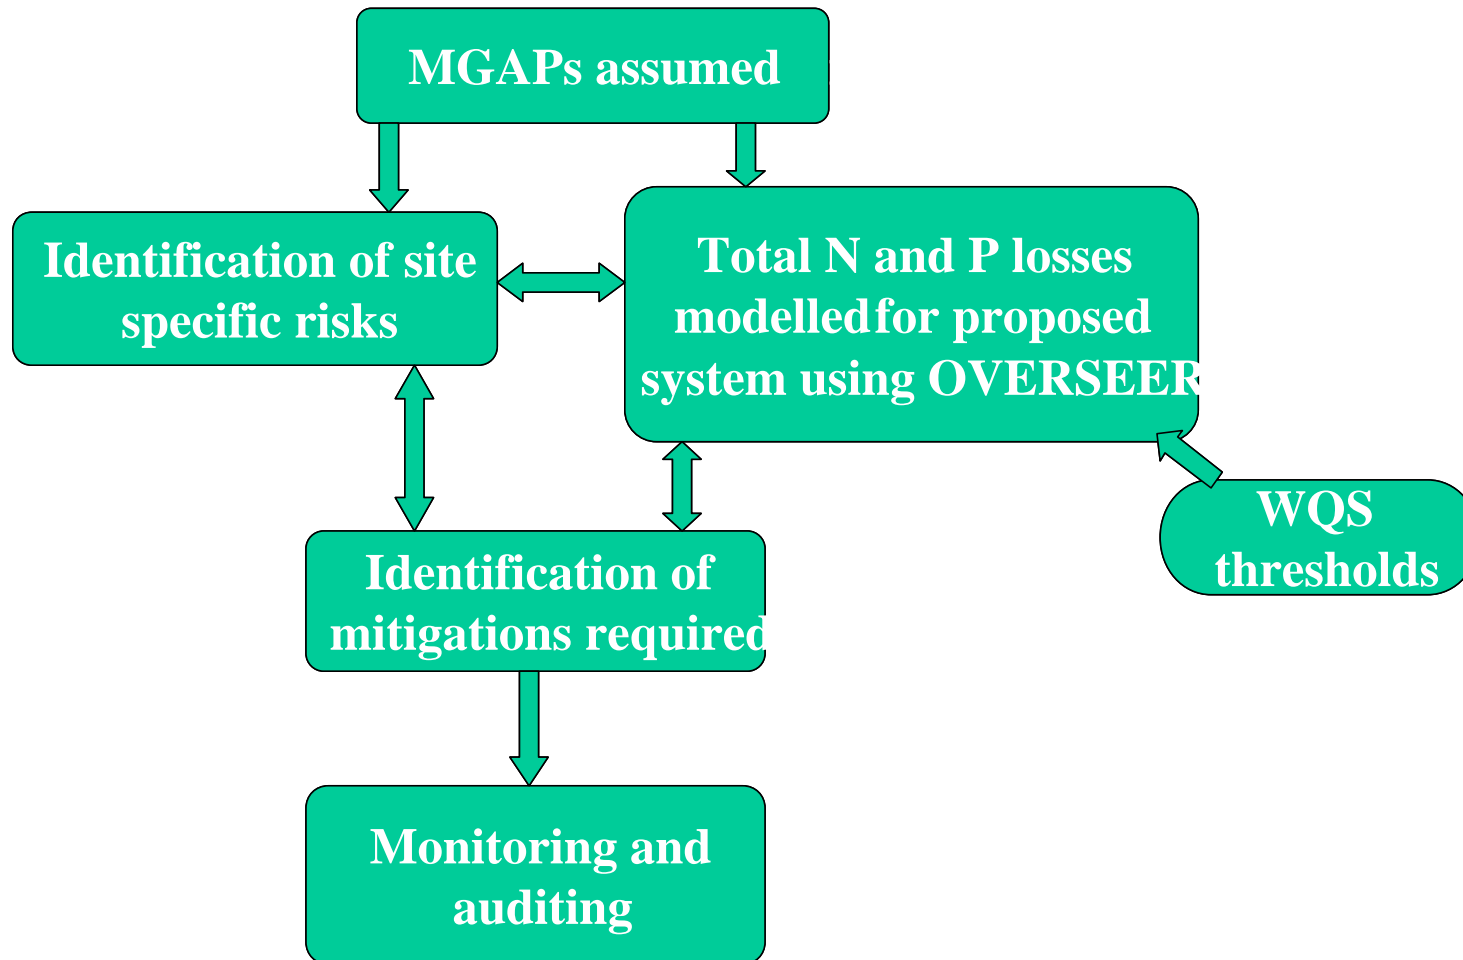 MGAPs assumed
Identification of site
specific risks
Total N and P losses
modelled for proposed
system using OVERSEER
WQS
thresholds
Identification of
mitigations required
Monitoring and
auditing